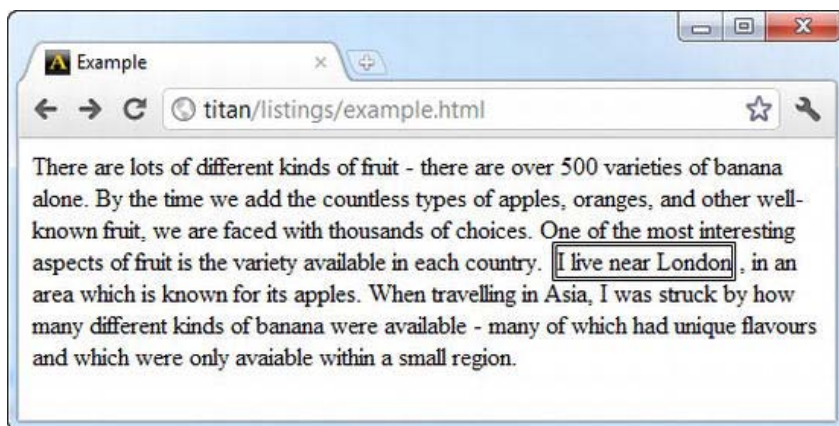 Example
titan/listings/example.html
There are lots of different kinds of fruit - there are over 500 varieties of banana
alone. By the time we add the countless types of apples, oranges, and other well-
known fruit, we are faced with thousands of choices. One of the most interesting
aspects of fruit is the variety available in each country. I live near London , in an
area which is known for its apples. When travelling in Asia, I was struck by how
many different kinds of banana were available - many of which had unique flavours
and which were only avaiable within a small region.